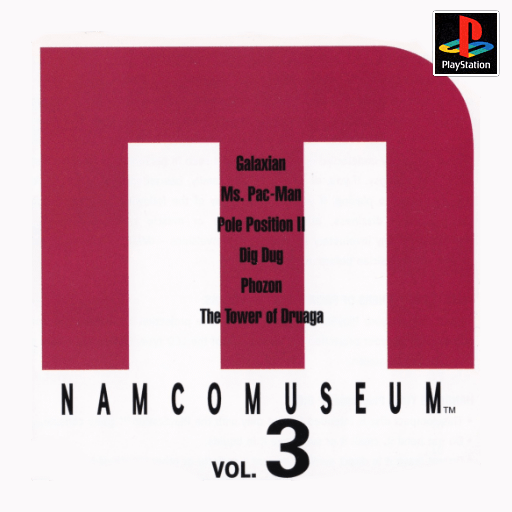 PlayStation
Galaxian
Ms. Pac-Man
Pole Position II
Dig Dug
Phozon
The Tower of Druaga
NAMCOMUSEUM™
VOL. 3